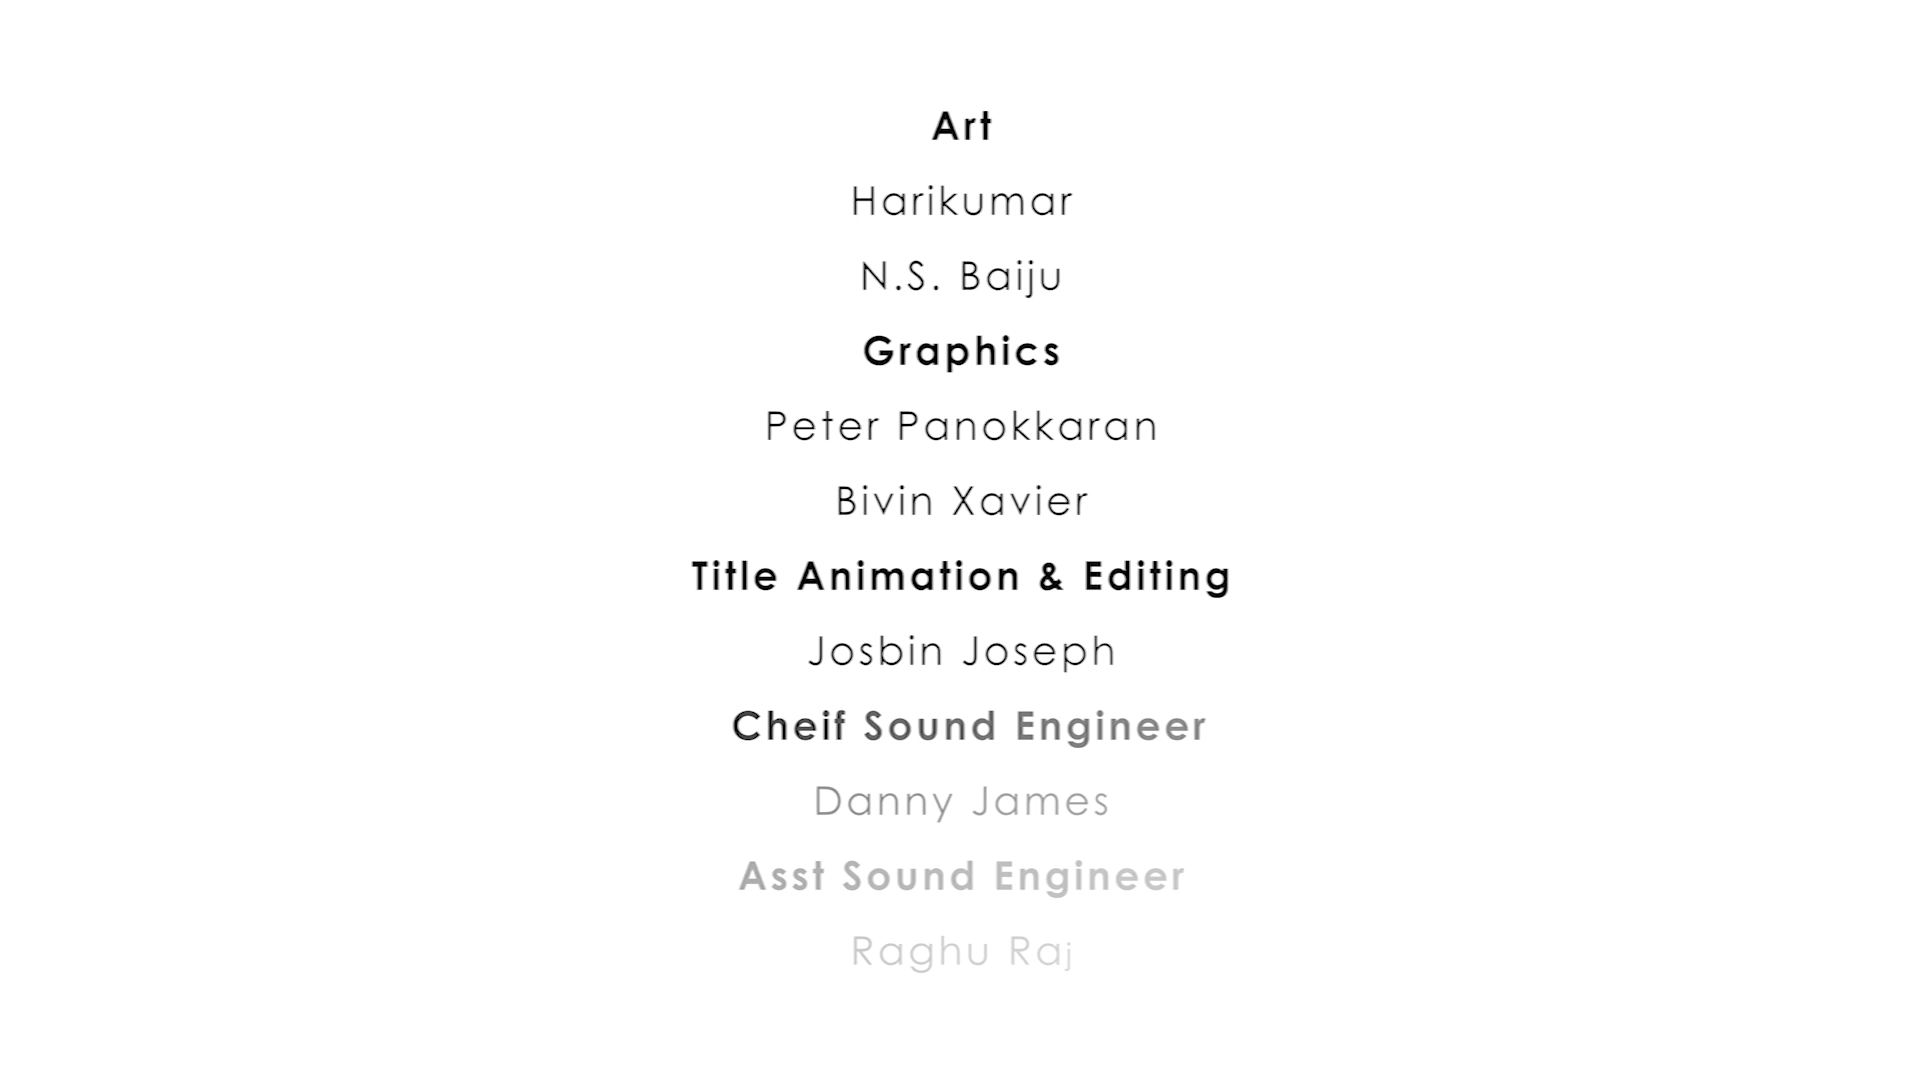 Art
Harikumar
N.S. Baiju
Graphics
Peter Panokkaran
Bivin Xavier
Title Animation & Editing
Josbin Joseph
Cheif Sound Engineer
Danny James
Asst Sound Engineer
Raghu Raj